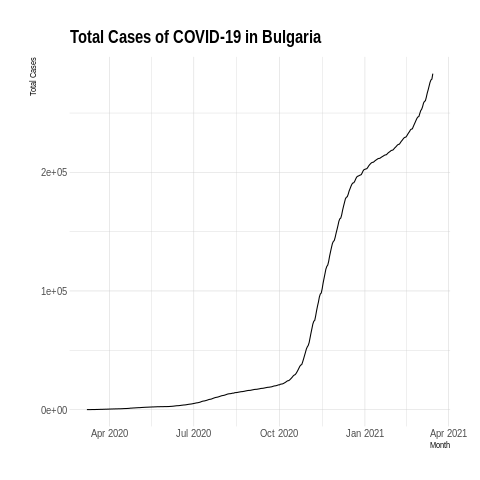 Total Cases of COVID-19 in Bulgaria
Total Cases
2e+05
1e+05
0e+00
Apr 2020 Jul 2020 Oct 2020 Jan 2021 Apr 2021
Month